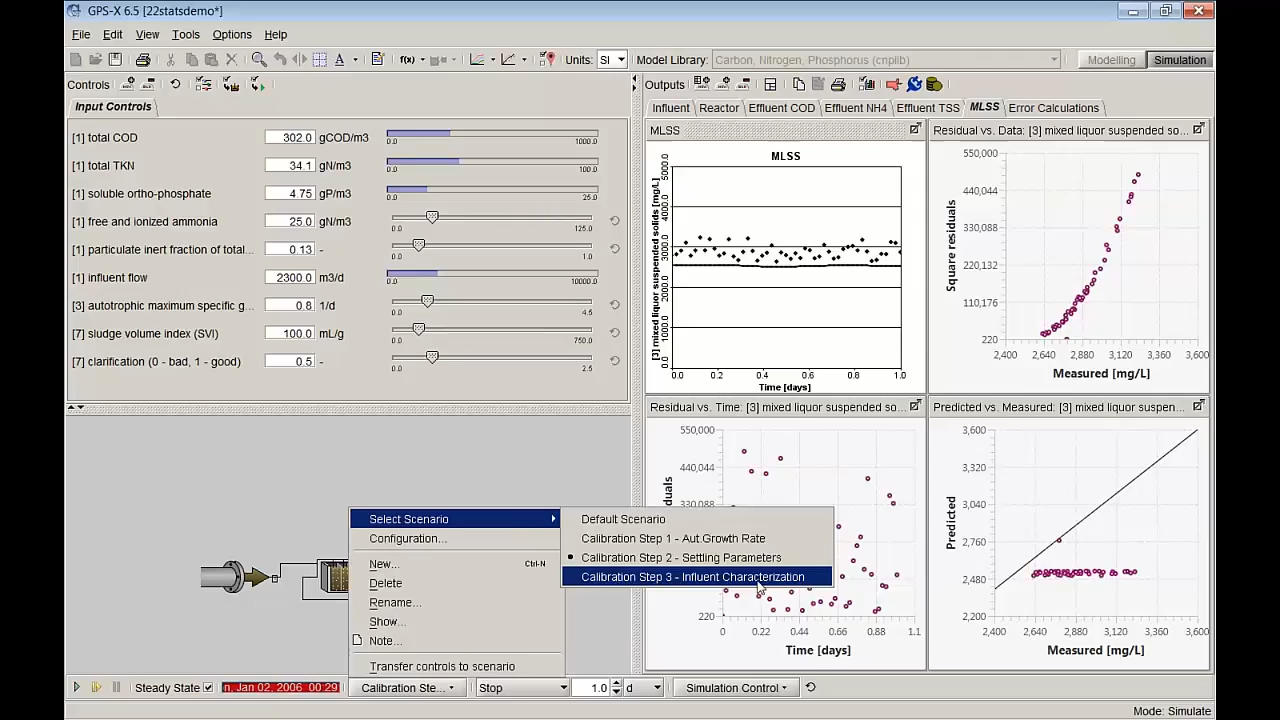 GPS-X 6.5 [22statsdemo*]
File Edit View Tools Options Help
Units: SI Model Library: Carbon, Nitrogen, Phosphorus (cnplib) Modelling Simulation
Controls
Input Controls
[1] total COD 302.0 gCOD/m3 0.0 1000.0
[1] total TKN 34.1 gN/m3 0.0 100.0
[1] soluble ortho-phosphate 4.75 gP/m3 0.0 25.0
[1] free and ionized ammonia 25.0 gN/m3 0.0 125.0
[1] particulate inert fraction of total... 0.13 - 0.0 1.0
[1] influent flow 2300.0 m3/d 0.0 10000.0
[3] autotrophic maximum specific g... 0.8 1/d 0.0 4.5
[7] sludge volume index (SVI) 100.0 mL/g 0.0 750.0
[7] clarification (0 - bad, 1 - good) 0.5 - 0.0 2.5
Outputs
Influent Reactor Effluent COD Effluent NH4 Effluent TSS MLSS Error Calculations
MLSS
MLSS
[3] mixed liquor suspended solids [mg/L]
5000.0
4000.0
3000.0
2000.0
1000.0
0.0
0.0 0.2 0.4 0.6 0.8 1.0
Time [days]
Residual vs. Data: [3] mixed liquor suspended so...
Square residuals
550,000
440,044
330,088
220,132
110,176
220
2,400 2,640 2,880 3,120 3,360 3,600
Measured [mg/L]
Residual vs. Time: [3] mixed liquor suspended so...
uals
550,000
440,044
330,088
220
0 0.22 0.44 0.66 0.88 1.1
Time [days]
Predicted vs. Measured: [3] mixed liquor suspen...
Predicted
3,600
3,320
3,040
2,760
2,480
2,200
2,400 2,640 2,880 3,120 3,360 3,600
Measured [mg/L]
Select Scenario
Configuration...
New... Ctrl-N
Delete
Rename...
Show...
Note...
Transfer controls to scenario
Default Scenario
Calibration Step 1 - Aut Growth Rate
Calibration Step 2 - Settling Parameters
Calibration Step 3 - Influent Characterization
Steady State n, Jan 02, 2006 00:29 Calibration Ste... Stop 1.0 d Simulation Control
Mode: Simulate